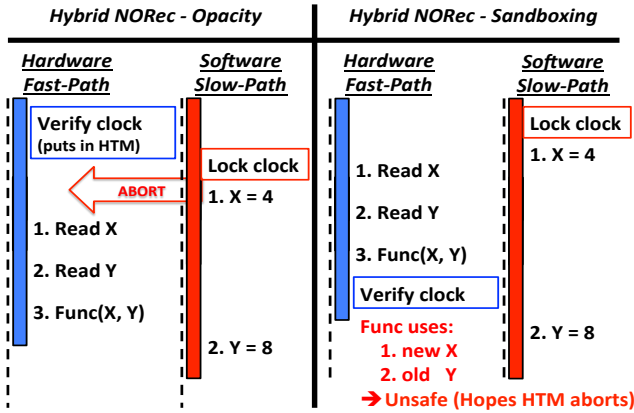 Hybrid NORec - Opacity
Hardware
Fast-Path
Software
Slow-Path
Verify clock
(puts in HTM)
Lock clock
ABORT
1. X = 4
1. Read X
2. Read Y
3. Func(X, Y)
2. Y = 8
Hybrid NORec - Sandboxing
Hardware
Fast-Path
Software
Slow-Path
Lock clock
1. X = 4
1. Read X
2. Read Y
3. Func(X, Y)
Verify clock
Func uses:
1. new X
2. old Y
2. Y = 8
➔ Unsafe (Hopes HTM aborts)